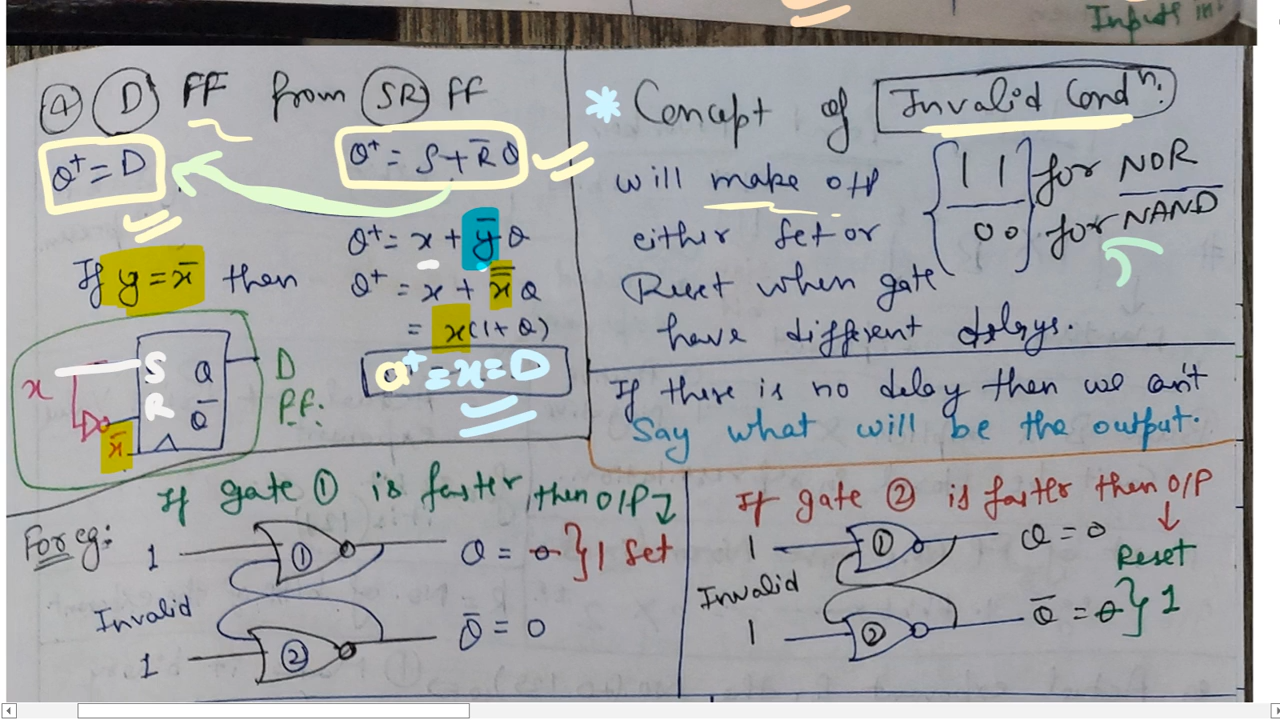 Inputs in
④ D FF from SR FF
Q⁺ = D
Q⁺ = S + R̅Q
Q⁺ = x + y̅ Q
If y = x̅ then
Q⁺ = x + x̿ Q
= x(1 + Q)
Q⁺ = x = D
x
S Q
R Q̅
x̅
D
FF.
* Concept of Invalid Condⁿ.
will make o/p
either set or
Reset when gate
have different delays.
1 1 for NOR
0 0 for NAND
If there is no delay then we can't
Say what will be the output.
For eg:
If gate ① is faster, then O/P ↓
1 ① Q = 0 } 1 Set
Invalid
1 ② Q̅ = 0
If gate ② is faster then O/P
↓
Reset
1 ① Q = 0
Invalid
1 ② Q̅ = 0 } 1